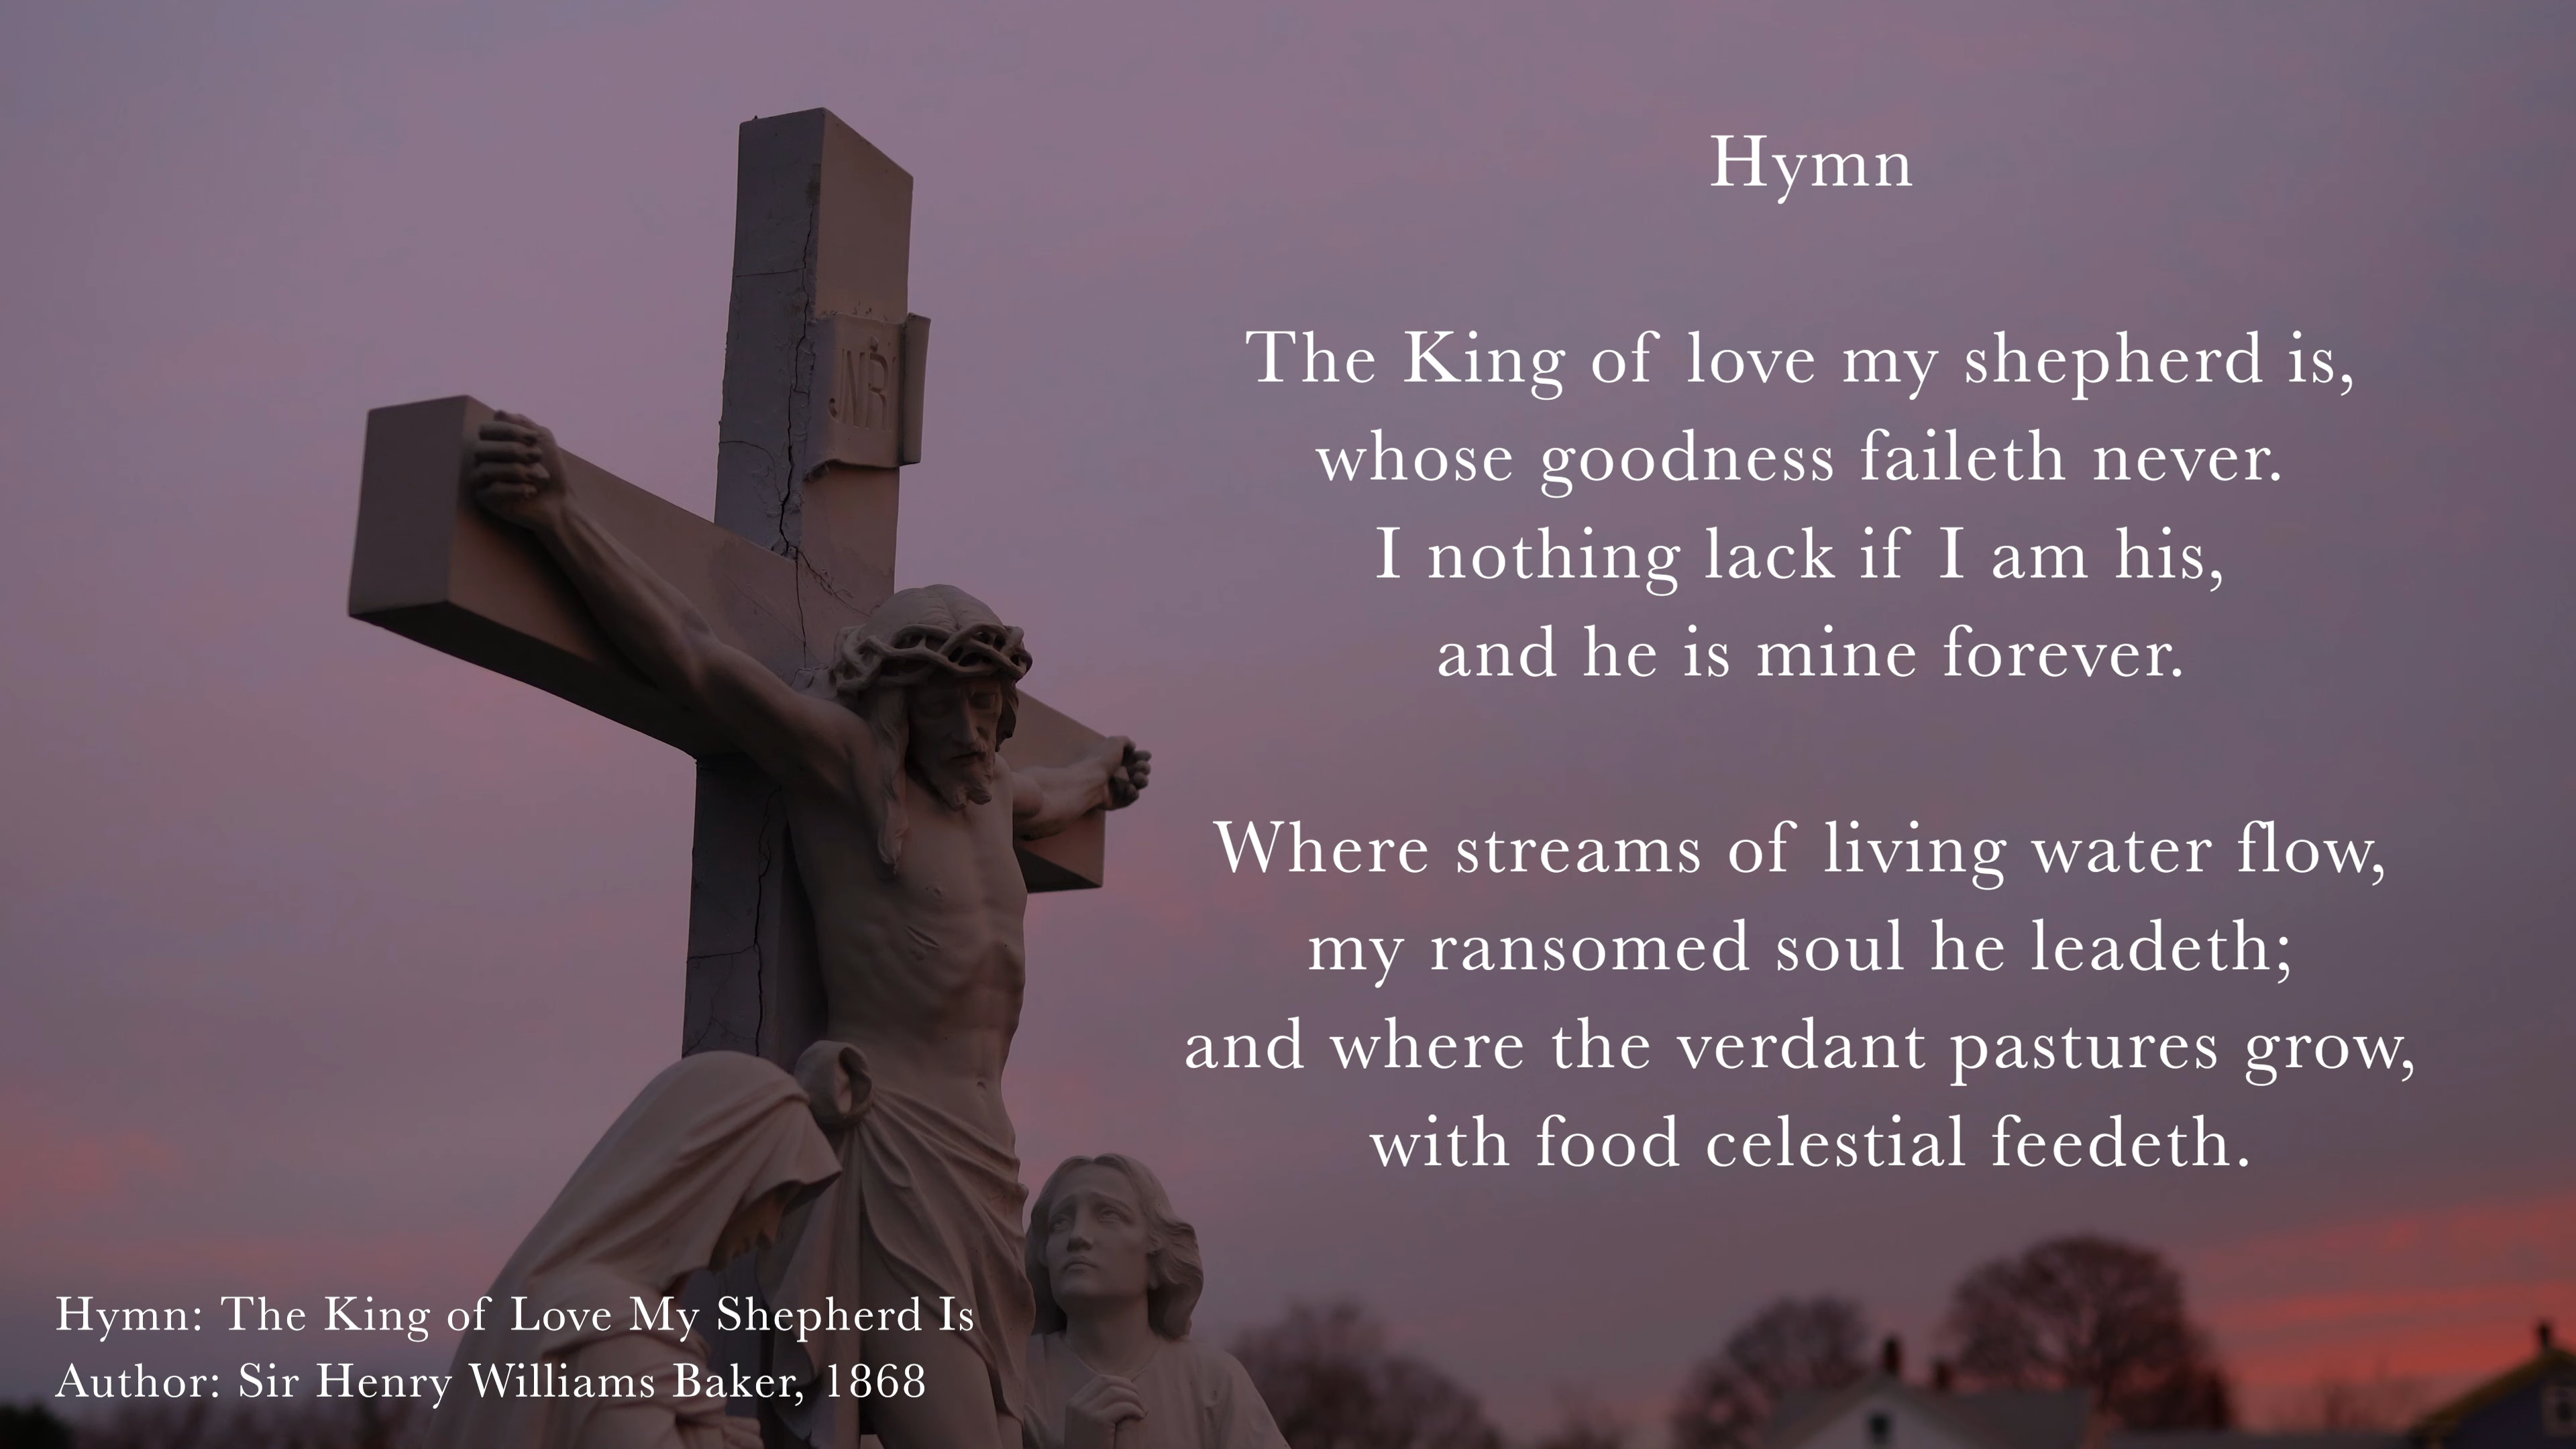 Hymn
The King of love my shepherd is,
whose goodness faileth never.
I nothing lack if I am his,
and he is mine forever.
Where streams of living water flow,
my ransomed soul he leadeth;
and where the verdant pastures grow,
with food celestial feedeth.
JNRI
Hymn: The King of Love My Shepherd Is
Author: Sir Henry Williams Baker, 1868